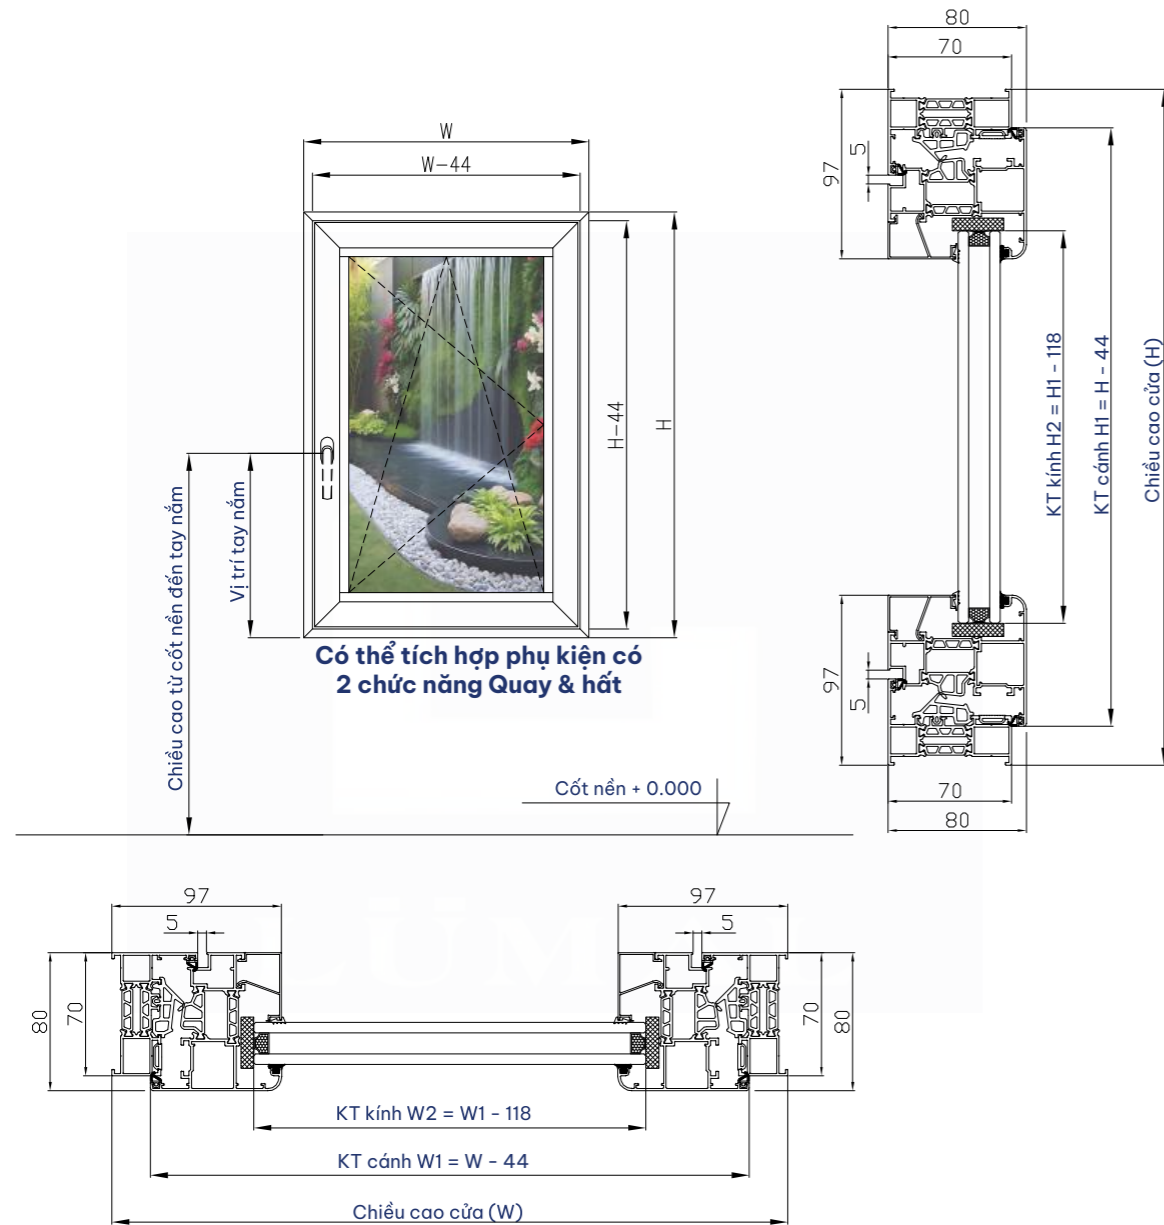 80
70
97
5
W
W-44
H-44
H
KT kính H2 = H1 - 118
KT cánh H1 = H - 44
Chiều cao cửa (H)
Chiều cao từ cốt nền đến tay nắm
Vị trí tay nắm
Có thể tích hợp phụ kiện có
2 chức năng Quay & hất
97
5
70
80
Cốt nền + 0.000
97
97
5
5
80
70
70
80
KT kính W2 = W1 - 118
KT cánh W1 = W - 44
Chiều cao cửa (W)